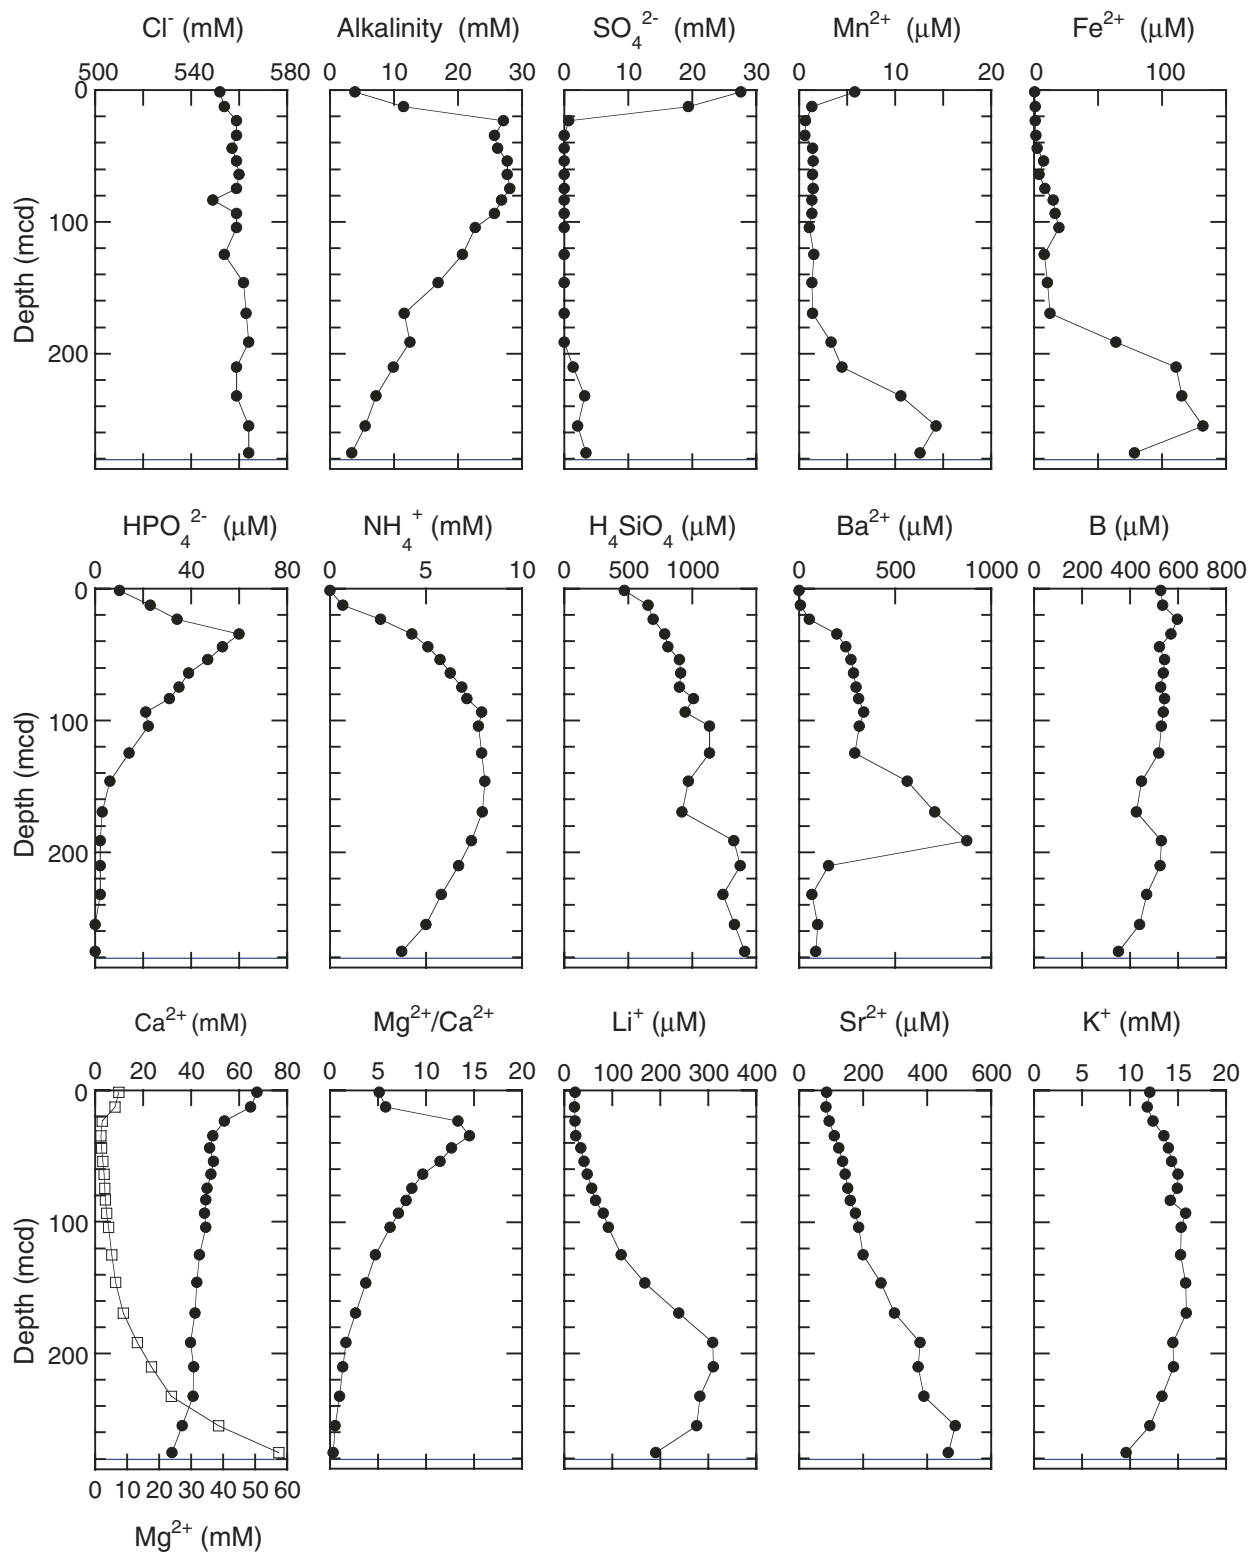 Cl⁻ (mM) Alkalinity (mM) SO₄²⁻ (mM) Mn²⁺ (μM) Fe²⁺ (μM)
500 540 580 0 10 20 30 0 10 20 30 0 10 20 0 100
0
100
200
Depth (mcd)
HPO₄²⁻ (μM) NH₄⁺ (mM) H₄SiO₄ (μM) Ba²⁺ (μM) B (μM)
0 40 80 0 5 10 0 500 1000 0 500 1000 0 200 400 600 800
0
100
200
Depth (mcd)
Ca²⁺ (mM) Mg²⁺/Ca²⁺ Li⁺ (μM) Sr²⁺ (μM) K⁺ (mM)
0 20 40 60 80 0 5 10 15 20 0 100 200 300 400 0 200 400 600 0 5 10 15 20
0
100
200
Depth (mcd)
0 10 20 30 40 50 60
Mg²⁺ (mM)